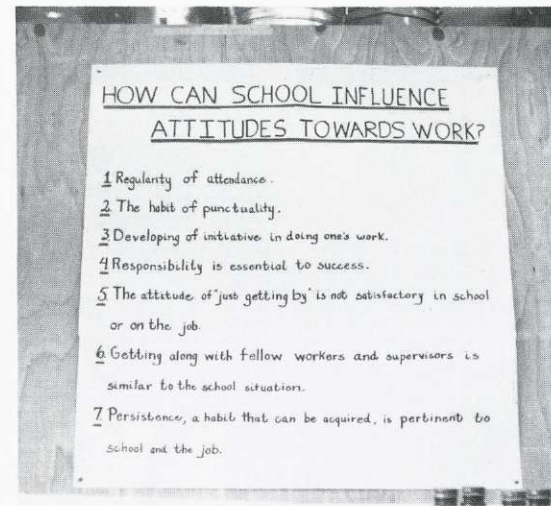 HOW CAN SCHOOL INFLUENCE
ATTITUDES TOWARDS WORK?
1 Regularity of attendance.
2. The habit of punctuality.
3. Developing of initiative in doing one's work.
4 Responsibility is essential to success.
5. The attitude of "just getting by" is not satisfactory in school
or on the job.
6. Getting along with fellow workers and supervisors is
similar to the school situation.
7. Persistence, a habit that can be acquired, is pertinent to
school and the job.